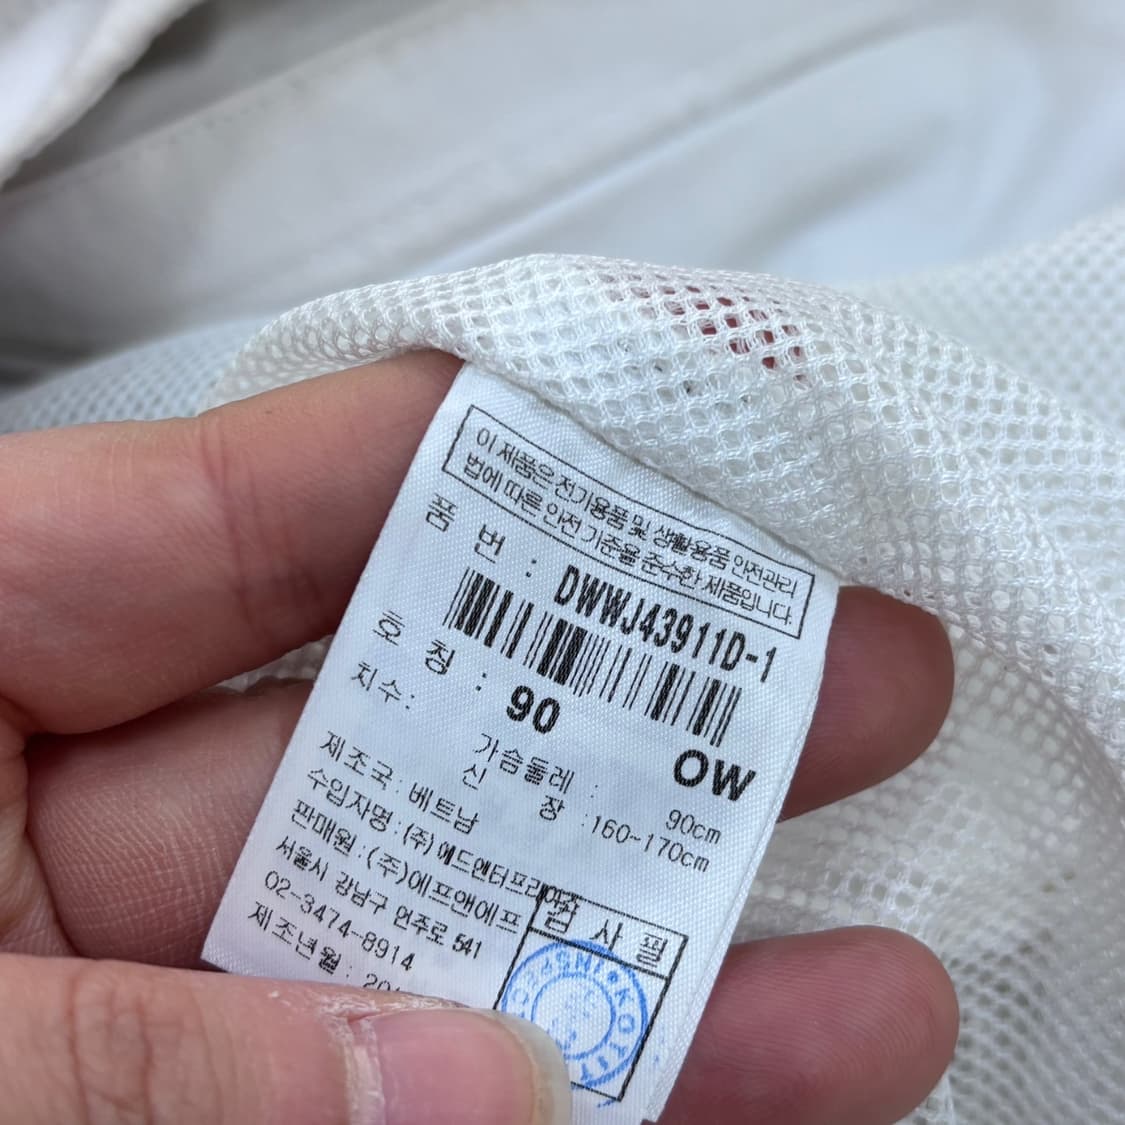 이 제품은 전기용품 및 생활용품 안전관리
법에 따른 안전 기준을 준수한 제품입니다.
품 번 : DWWJ43911D-1
호 칭 : 90 OW
치수: 가슴둘레 : 90cm
신 장 :160~170cm
제조국: 베트남
수입자명:(주)에드엔터프라이즈
판매원:(주)에프앤에프
서울시 강남구 언주로 541
02-3474-8914
제조년월:
검 사 필
KOTITI INSPECT